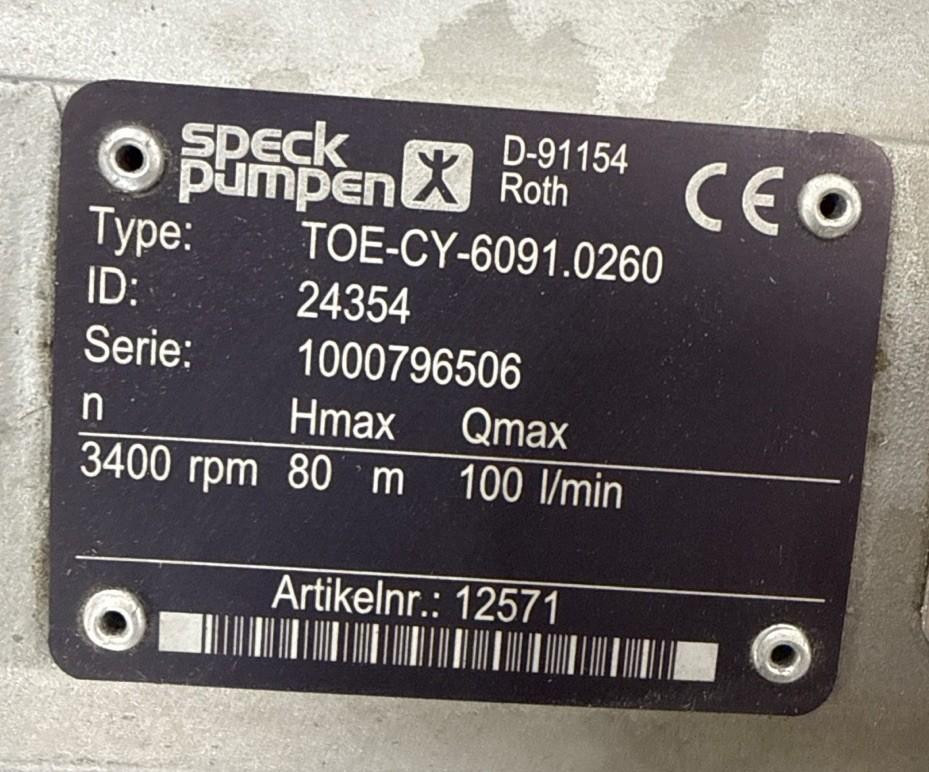 speck
pumpen
D-91154
Roth
CE
Type: TOE-CY-6091.0260
ID: 24354
Serie: 1000796506
n Hmax Qmax
3400 rpm 80 m 100 l/min
Artikelnr.: 12571